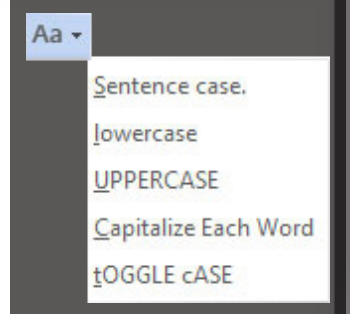 Aa
Sentence case.
lowercase
UPPERCASE
Capitalize Each Word
tOGGLE cASE